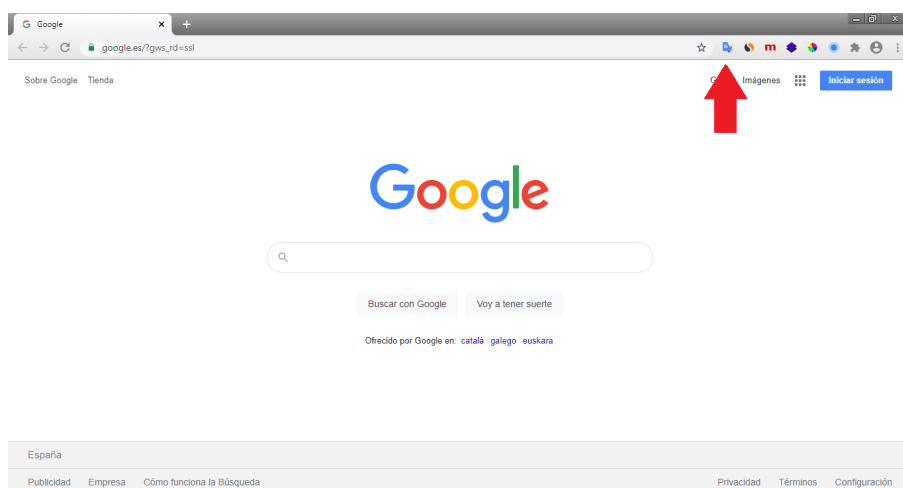 Google
google.es/?gws_rd=ssl
Sobre Google Tienda
Imágenes Iniciar sesión
Google
Buscar con Google Voy a tener suerte
Ofrecido por Google en: català galego euskara
España
Publicidad Empresa Cómo funciona la Búsqueda Privacidad Términos Configuración